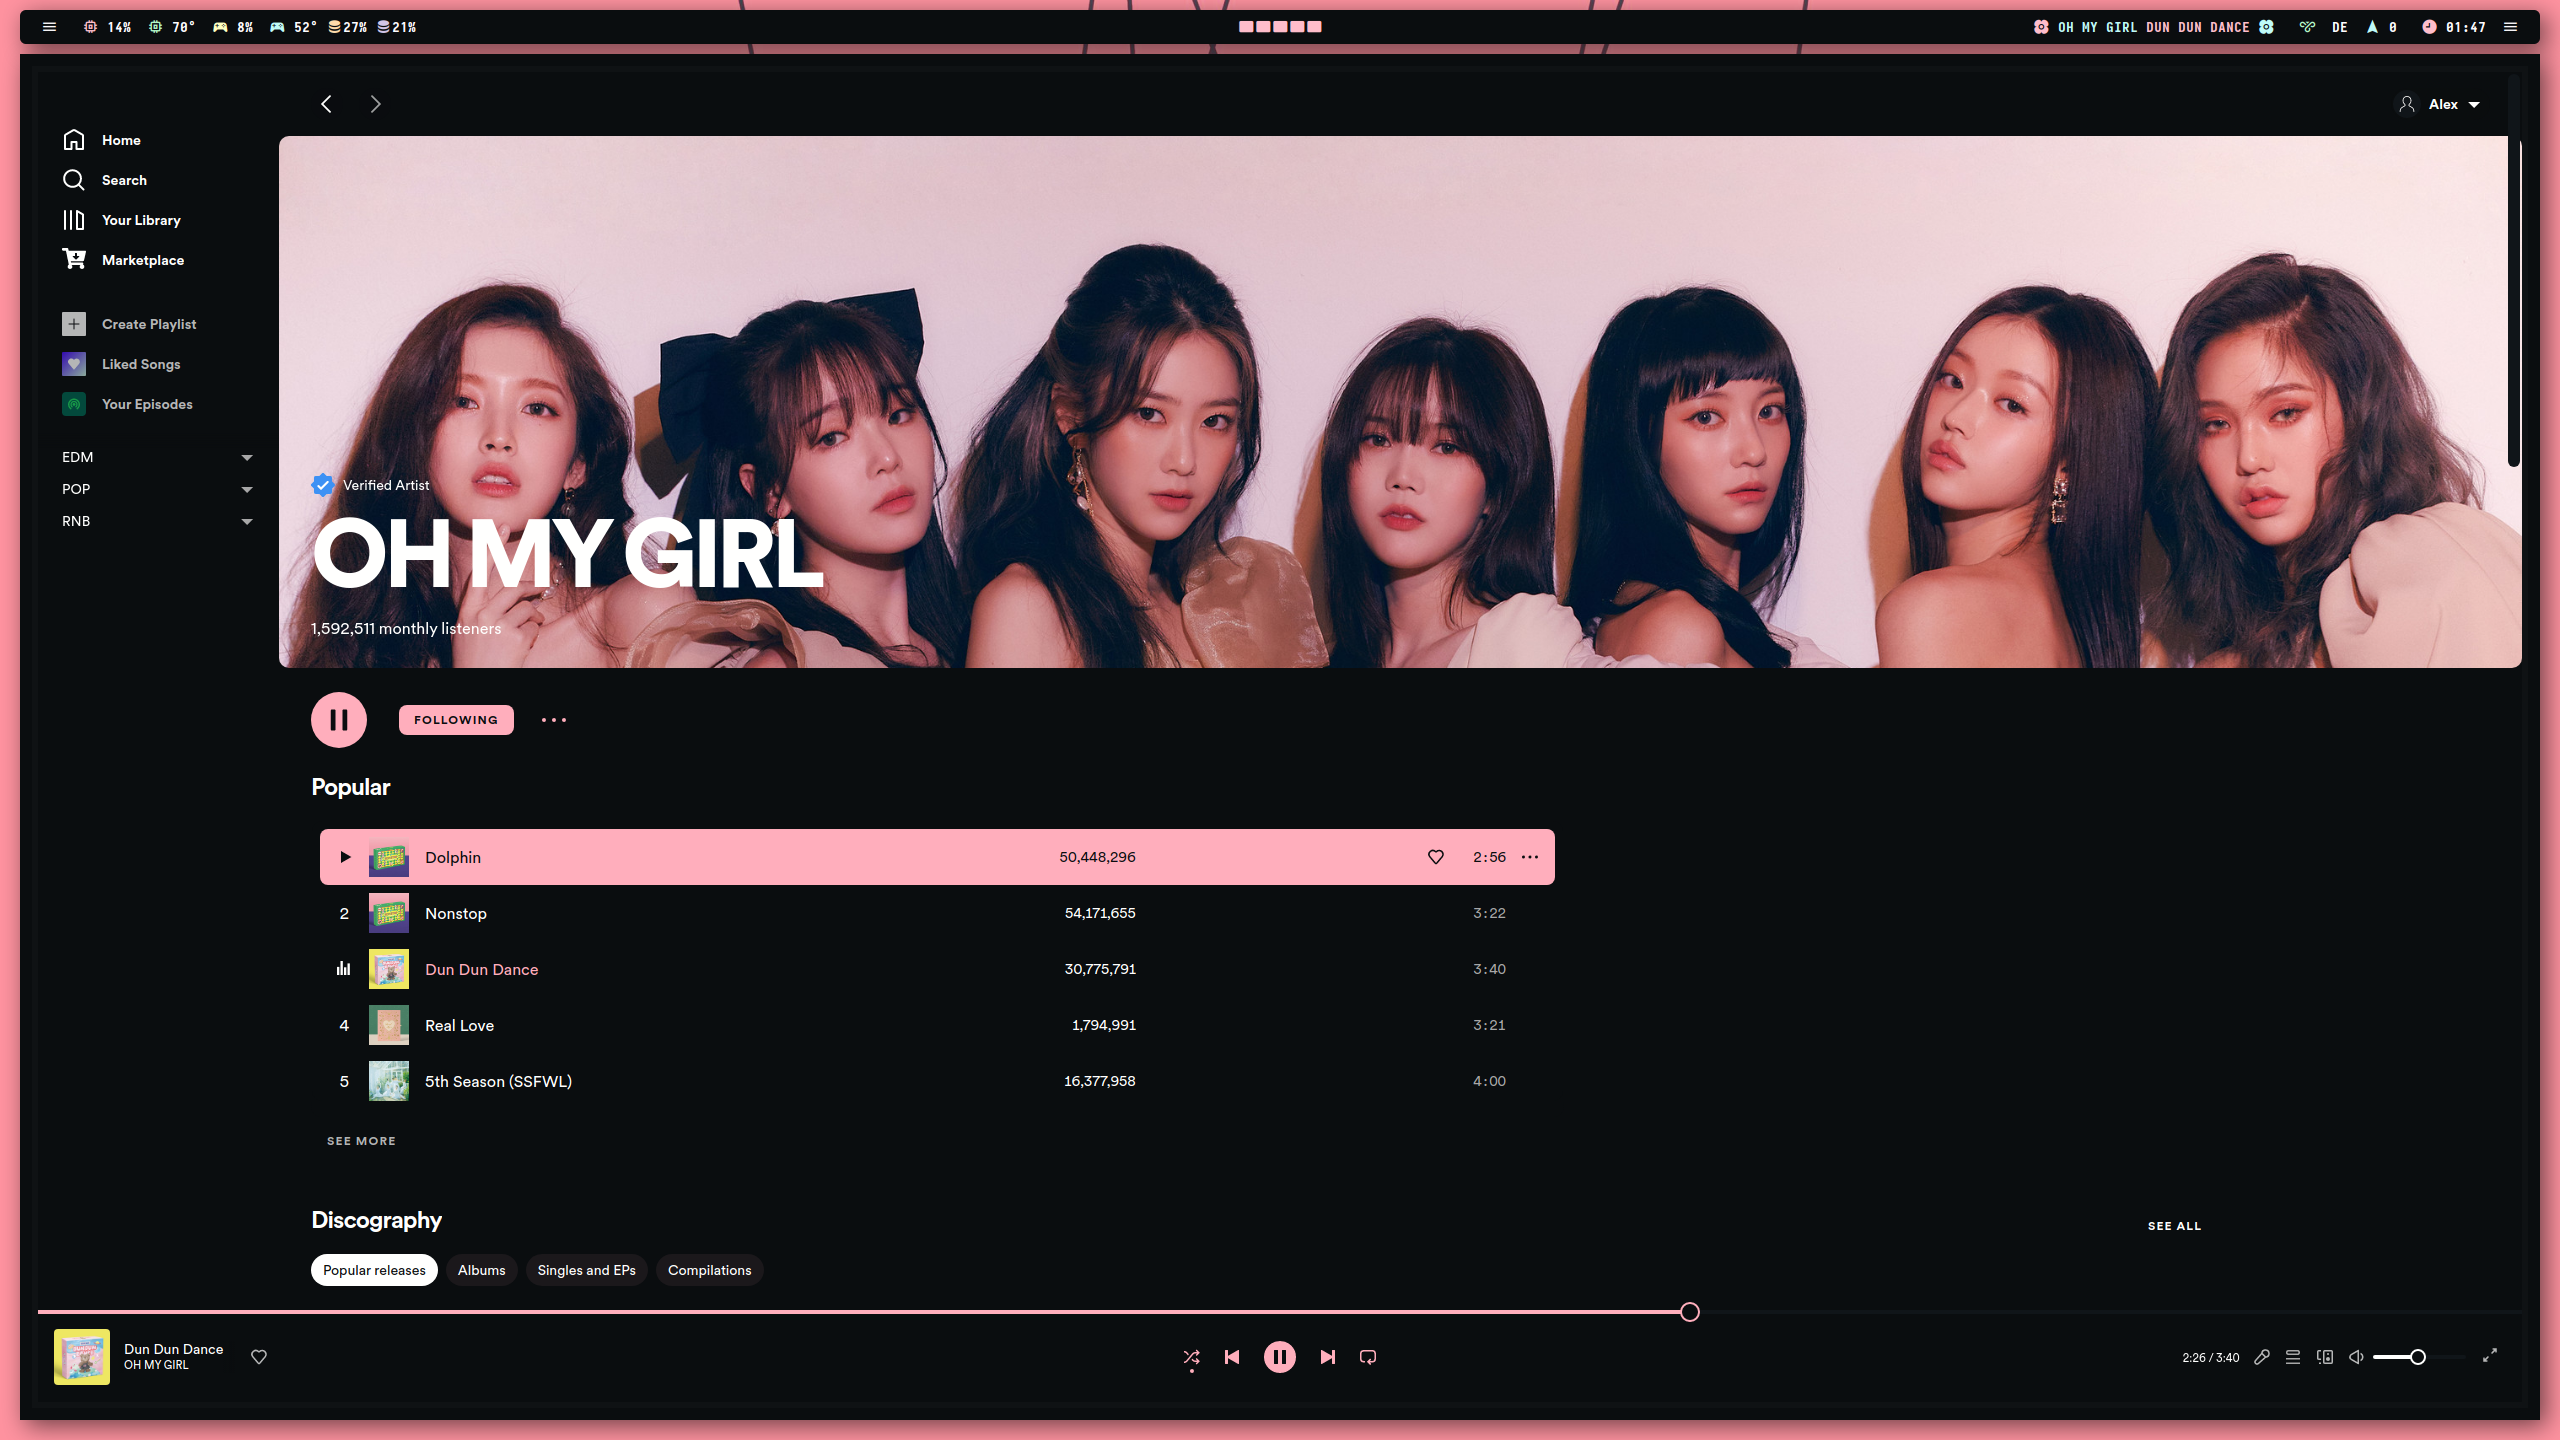 14% 70° 8% 52° 27% 21%
OH MY GIRL DUN DUN DANCE DE 0 01:47
Alex
Home
Search
Your Library
Marketplace
Create Playlist
Liked Songs
Your Episodes
EDM
POP
RNB
Verified Artist
OH MY GIRL
1,592,511 monthly listeners
FOLLOWING
Popular
Dolphin 50,448,296 2:56
2 Nonstop 54,171,655 3:22
Dun Dun Dance 30,775,791 3:40
4 Real Love 1,794,991 3:21
5 5th Season (SSFWL) 16,377,958 4:00
SEE MORE
Discography
SEE ALL
Popular releases Albums Singles and EPs Compilations
Dun Dun Dance
OH MY GIRL
2:26 / 3:40